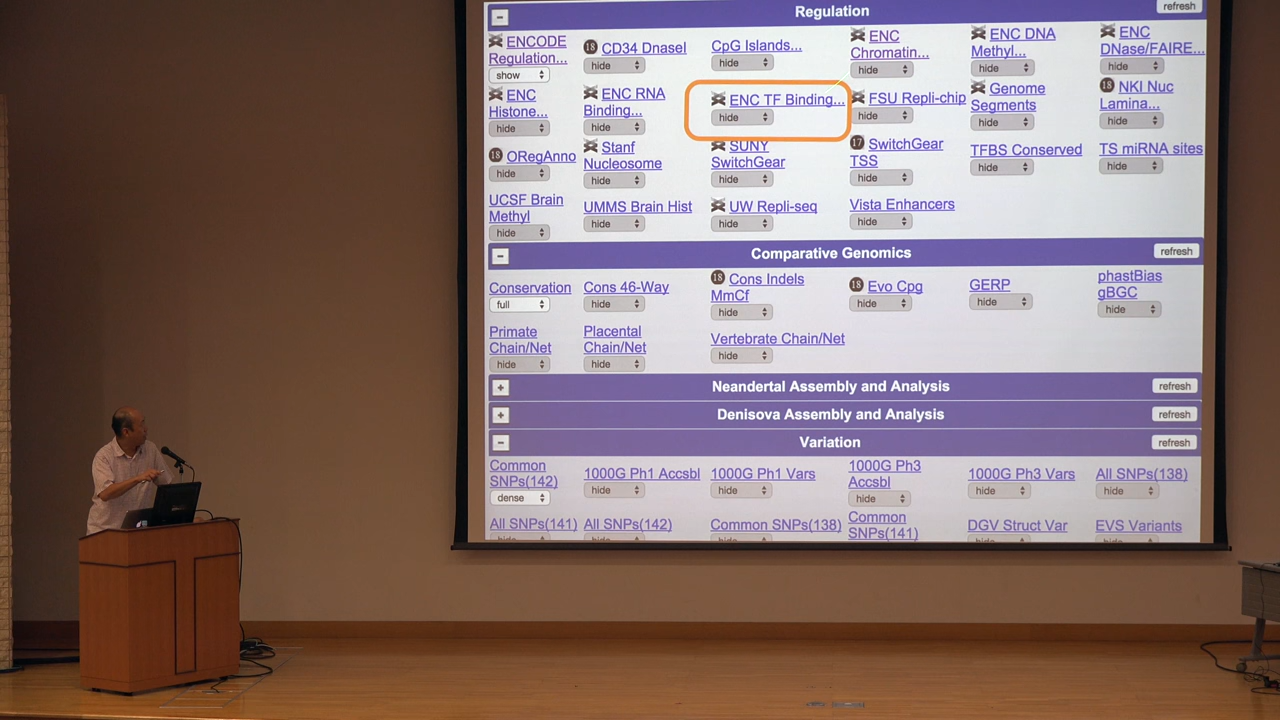 Regulation
refresh
ENCODE Regulation...
show
18 CD34 DnaseI
hide
CpG Islands...
hide
ENC Chromatin...
hide
ENC DNA Methyl...
hide
ENC DNase/FAIRE...
hide
ENC Histone...
hide
ENC RNA Binding...
hide
ENC TF Binding...
hide
FSU Repli-chip
hide
Genome Segments
hide
18 NKI Nuc Lamina...
hide
18 ORegAnno
hide
Stanf Nucleosome
hide
SUNY SwitchGear
hide
17 SwitchGear TSS
hide
TFBS Conserved
hide
TS miRNA sites
hide
UCSF Brain Methyl
hide
UMMS Brain Hist
hide
UW Repli-seq
hide
Vista Enhancers
hide
Comparative Genomics
refresh
Conservation
full
Cons 46-Way
hide
18 Cons Indels MmCf
hide
18 Evo Cpg
hide
GERP
hide
phastBias gBGC
hide
Primate Chain/Net
hide
Placental Chain/Net
hide
Vertebrate Chain/Net
hide
Neandertal Assembly and Analysis
refresh
Denisova Assembly and Analysis
refresh
Variation
refresh
Common SNPs(142)
dense
1000G Ph1 Accsbl
hide
1000G Ph1 Vars
hide
1000G Ph3 Accsbl
hide
1000G Ph3 Vars
hide
All SNPs(138)
hide
All SNPs(141)
All SNPs(142)
Common SNPs(138)
Common SNPs(141)
DGV Struct Var
EVS Variants